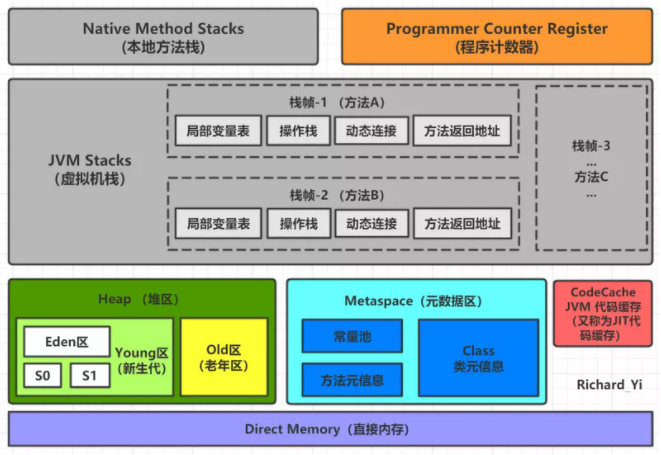 Native Method Stacks
(本地方法栈)
Programmer Counter Register
(程序计数器)
JVM Stacks
(虚拟机栈)
栈帧-1 (方法A)
局部变量表
操作栈
动态连接
方法返回地址
栈帧-2 (方法B)
局部变量表
操作栈
动态连接
方法返回地址
栈帧-3
...
方法C
...
Heap (堆区)
Eden区
S0
S1
Young区
(新生代)
Old区
(老年区)
Metaspace (元数据区)
常量池
方法元信息
Class
类元信息
CodeCache
JVM 代码缓存
(又称为JIT代
码缓存)
Richard_Yi
Direct Memory (直接内存)